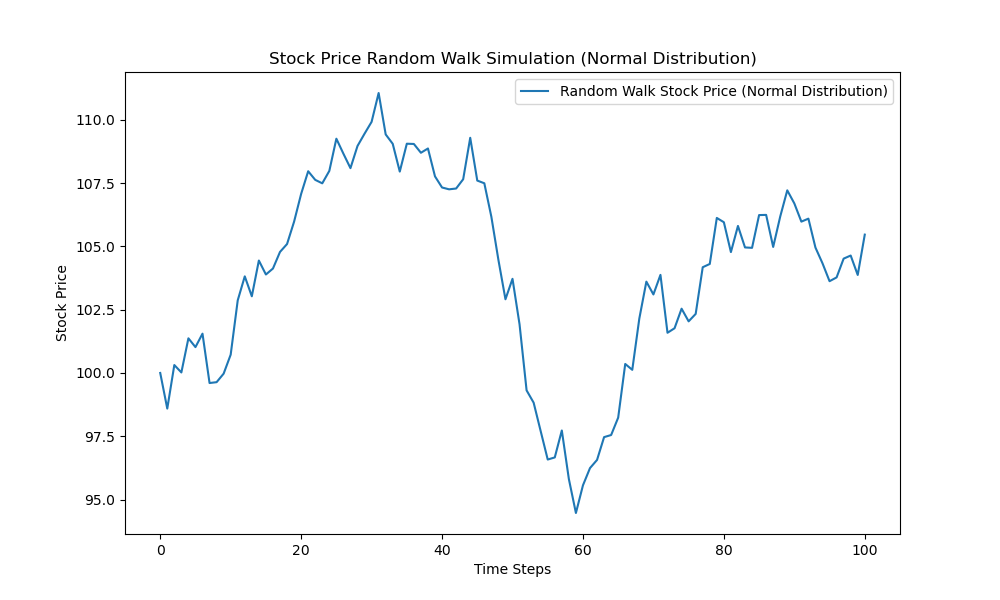 Stock Price Random Walk Simulation (Normal Distribution)
Random Walk Stock Price (Normal Distribution)
110.0
107.5
105.0
102.5
100.0
97.5
95.0
Stock Price
0 20 40 60 80 100
Time Steps